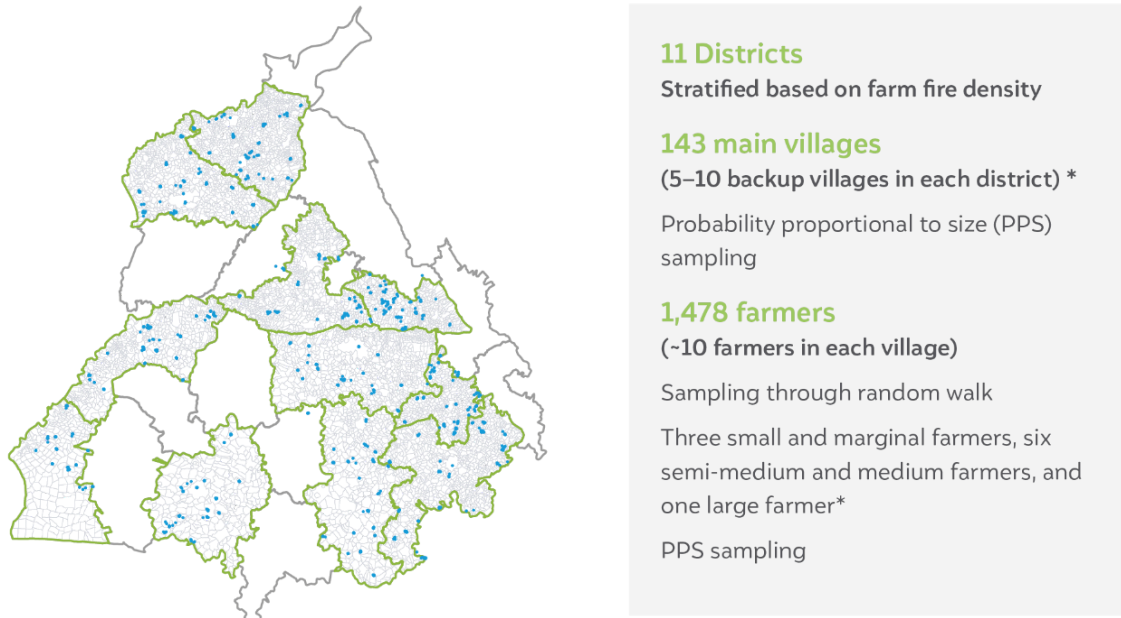 11 Districts
Stratified based on farm fire density
143 main villages
(5–10 backup villages in each district) *
Probability proportional to size (PPS)
sampling
1,478 farmers
(~10 farmers in each village)
Sampling through random walk
Three small and marginal farmers, six
semi-medium and medium farmers, and
one large farmer*
PPS sampling